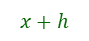 x + h